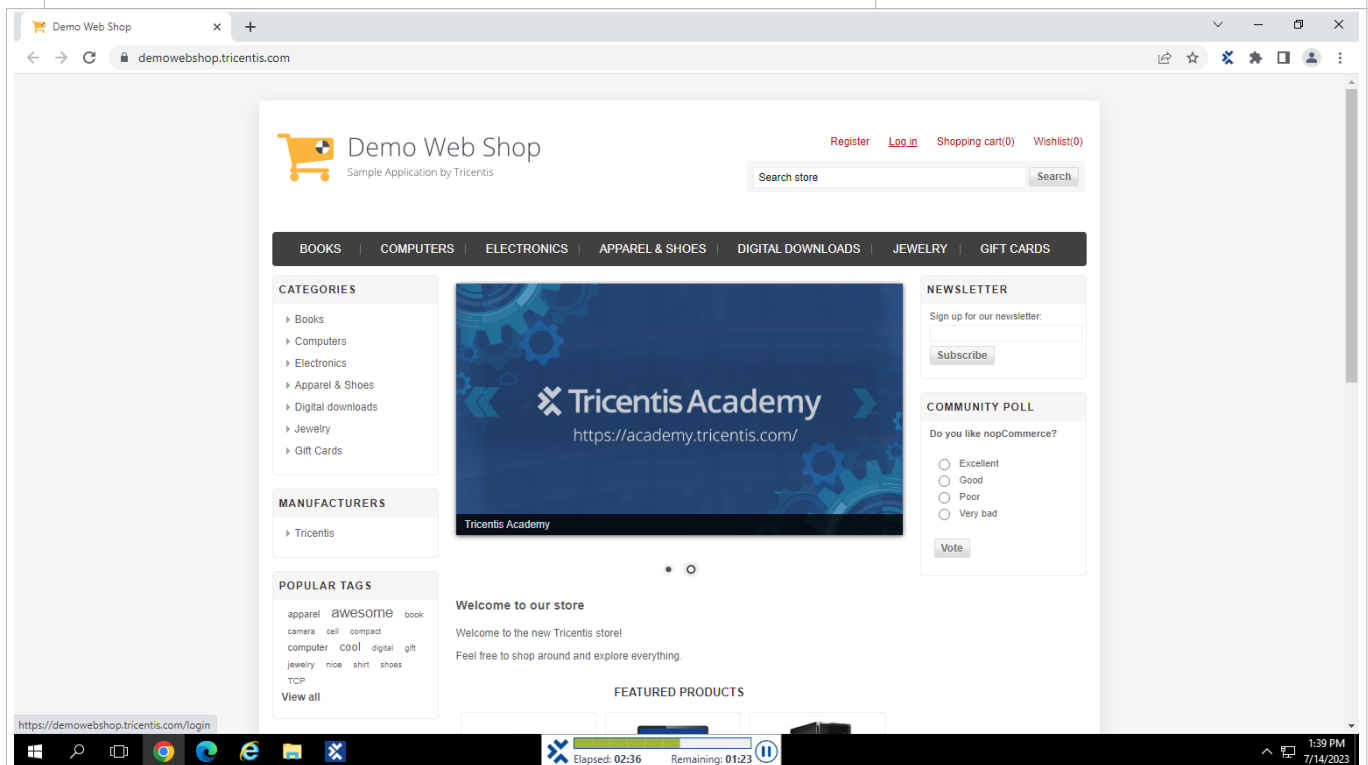 Demo Web Shop
demowebshop.tricentis.com
Demo Web Shop
Sample Application by Tricentis
Register Log in Shopping cart(0) Wishlist(0)
Search store Search
BOOKS | COMPUTERS | ELECTRONICS | APPAREL & SHOES | DIGITAL DOWNLOADS | JEWELRY | GIFT CARDS
CATEGORIES
Books
Computers
Electronics
Apparel & Shoes
Digital downloads
Jewelry
Gift Cards
MANUFACTURERS
Tricentis
POPULAR TAGS
apparel awesome book
camera cell compact
computer cool digital gift
jewelry nice shirt shoes
TCP
View all
Tricentis Academy
https://academy.tricentis.com/
Tricentis Academy
Welcome to our store
Welcome to the new Tricentis store!
Feel free to shop around and explore everything.
FEATURED PRODUCTS
NEWSLETTER
Sign up for our newsletter:
Subscribe
COMMUNITY POLL
Do you like nopCommerce?
Excellent
Good
Poor
Very bad
Vote
https://demowebshop.tricentis.com/login
Elapsed: 02:36 Remaining: 01:23
1:39 PM
7/14/2023